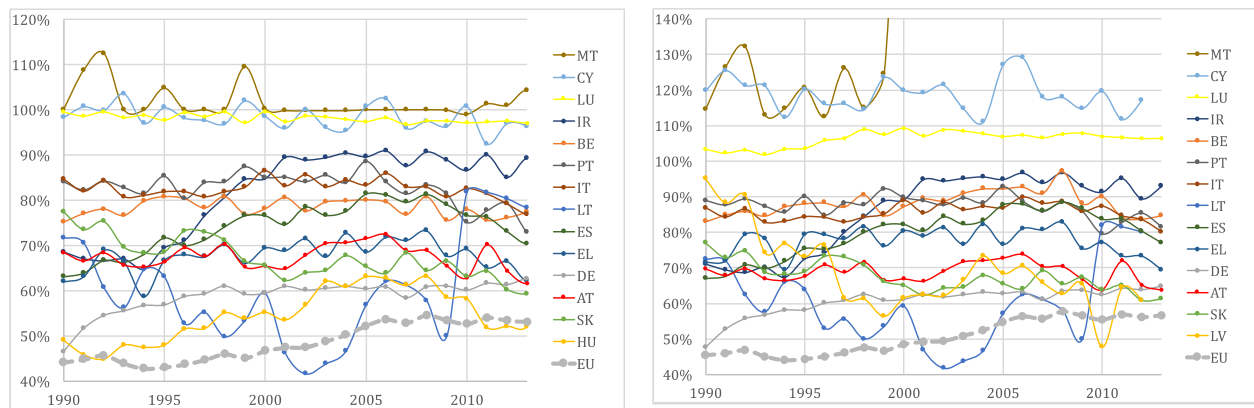 120%
110%
100%
90%
80%
70%
60%
50%
40%
1990
1995
2000
2005
2010
MT
CY
LU
IR
BE
PT
IT
LT
ES
EL
DE
AT
SK
HU
EU
140%
130%
120%
110%
100%
90%
80%
70%
60%
50%
40%
1990
1995
2000
2005
2010
MT
CY
LU
IR
BE
PT
IT
LT
ES
EL
DE
AT
SK
LV
EU